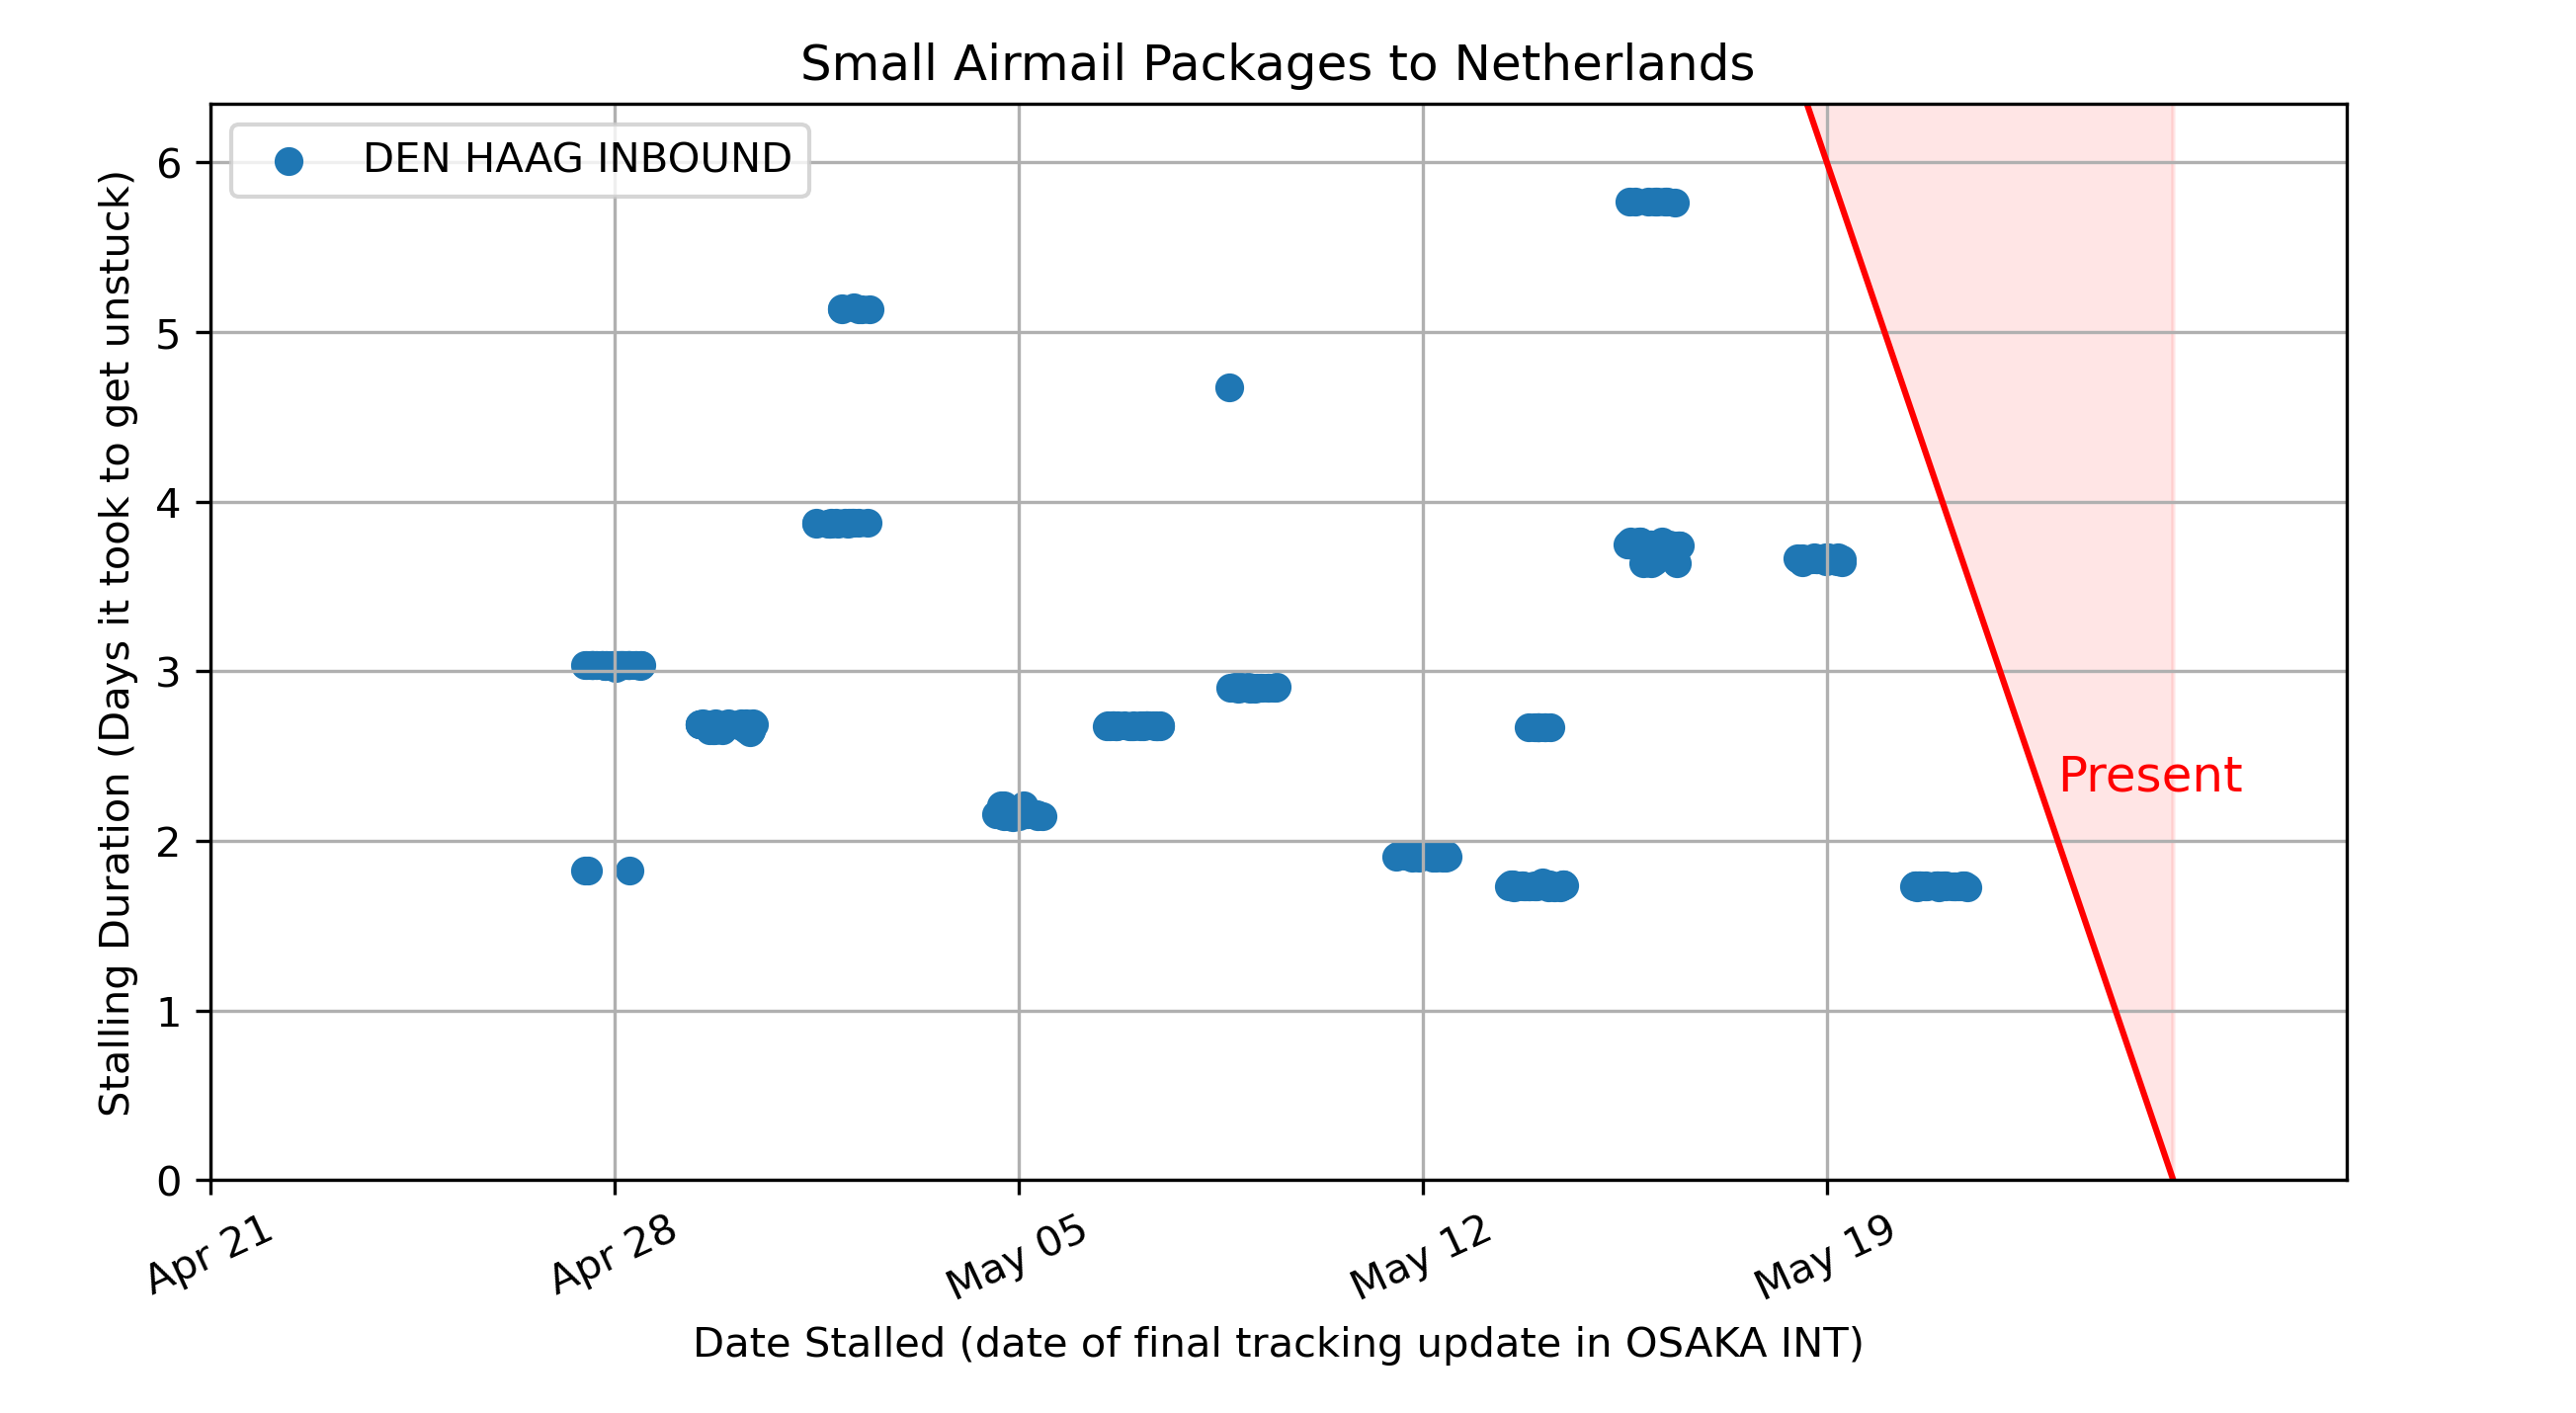 Small Airmail Packages to Netherlands
DEN HAAG INBOUND
Stalling Duration (Days it took to get unstuck)
6
5
4
3
2
1
0
Present
Apr 21
Apr 28
May 05
May 12
May 19
Date Stalled (date of final tracking update in OSAKA INT)